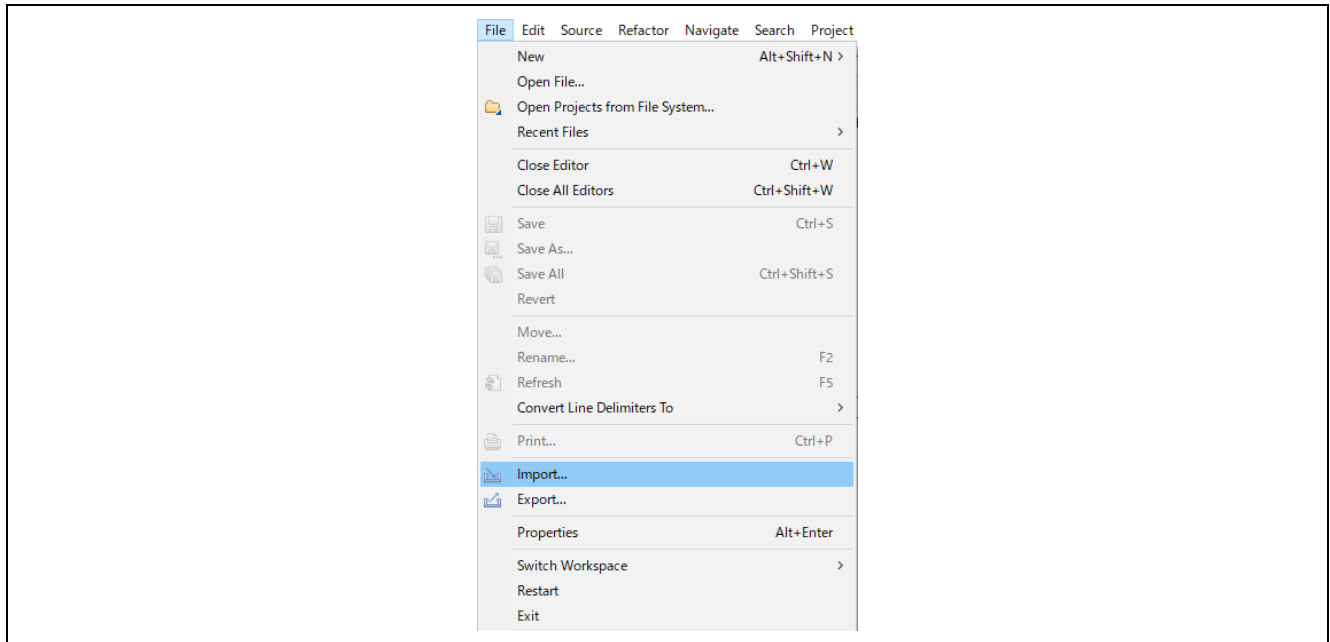 File Edit Source Refactor Navigate Search Project
New Alt+Shift+N >
Open File...
Open Projects from File System...
Recent Files >
Close Editor Ctrl+W
Close All Editors Ctrl+Shift+W
Save Ctrl+S
Save As...
Save All Ctrl+Shift+S
Revert
Move...
Rename... F2
Refresh F5
Convert Line Delimiters To >
Print... Ctrl+P
Import...
Export...
Properties Alt+Enter
Switch Workspace >
Restart
Exit